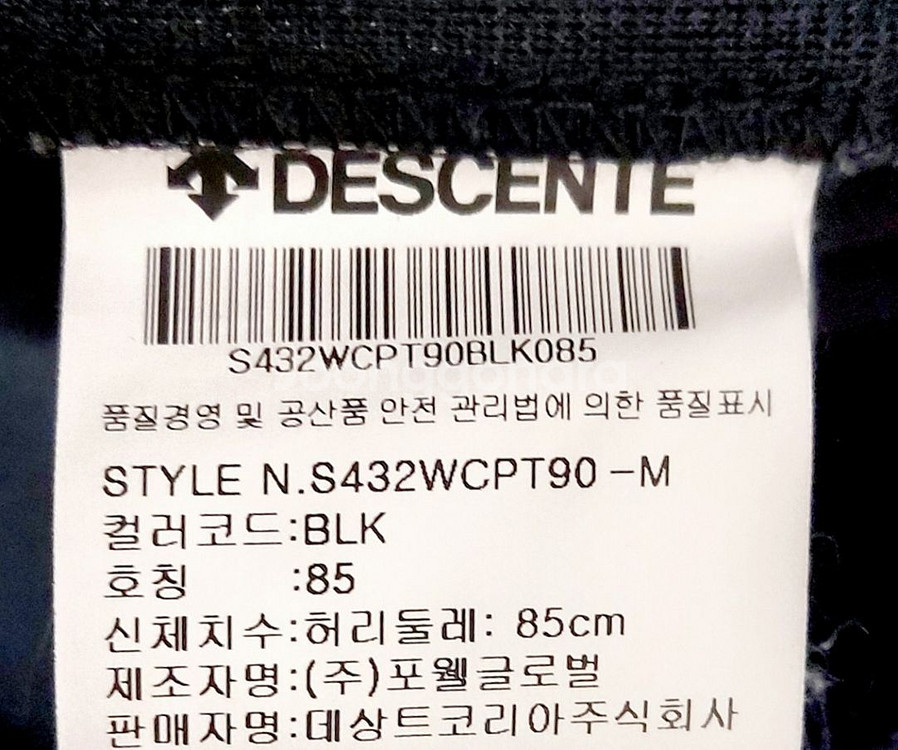 DESCENTE
S432WCPT90BLK085
품질경영 및 공산품 안전 관리법에 의한 품질표시
STYLE N.S432WCPT90 -M
컬러코드:BLK
호칭 :85
신체치수:허리둘레: 85cm
제조자명:(주)포웰글로벌
판매자명:데상트코리아주식회사